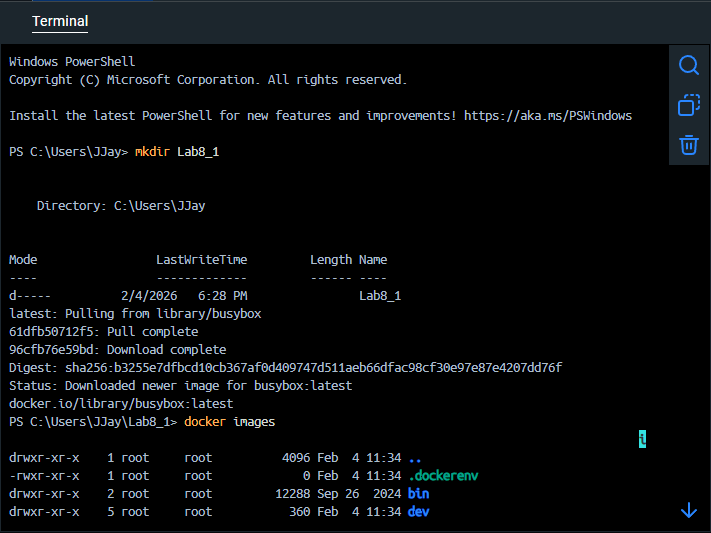 Terminal
Windows PowerShell
Copyright (C) Microsoft Corporation. All rights reserved.
Install the latest PowerShell for new features and improvements! https://aka.ms/PSWindows
PS C:\Users\JJay> mkdir Lab8_1
    Directory: C:\Users\JJay
Mode                 LastWriteTime         Length Name
----                 -------------         ------ ----
d-----          2/4/2026   6:28 PM                Lab8_1
latest: Pulling from library/busybox
61dfb50712f5: Pull complete
96cfb76e59bd: Download complete
Digest: sha256:b3255e7dfbcd10cb367af0d409747d511aeb66dfac98cf30e97e87e4207dd76f
Status: Downloaded newer image for busybox:latest
docker.io/library/busybox:latest
PS C:\Users\JJay\Lab8_1> docker images
i
drwxr-xr-x    1 root     root          4096 Feb  4 11:34 ..
-rwxr-xr-x    1 root     root             0 Feb  4 11:34 .dockerenv
drwxr-xr-x    2 root     root         12288 Sep 26  2024 bin
drwxr-xr-x    5 root     root           360 Feb  4 11:34 dev